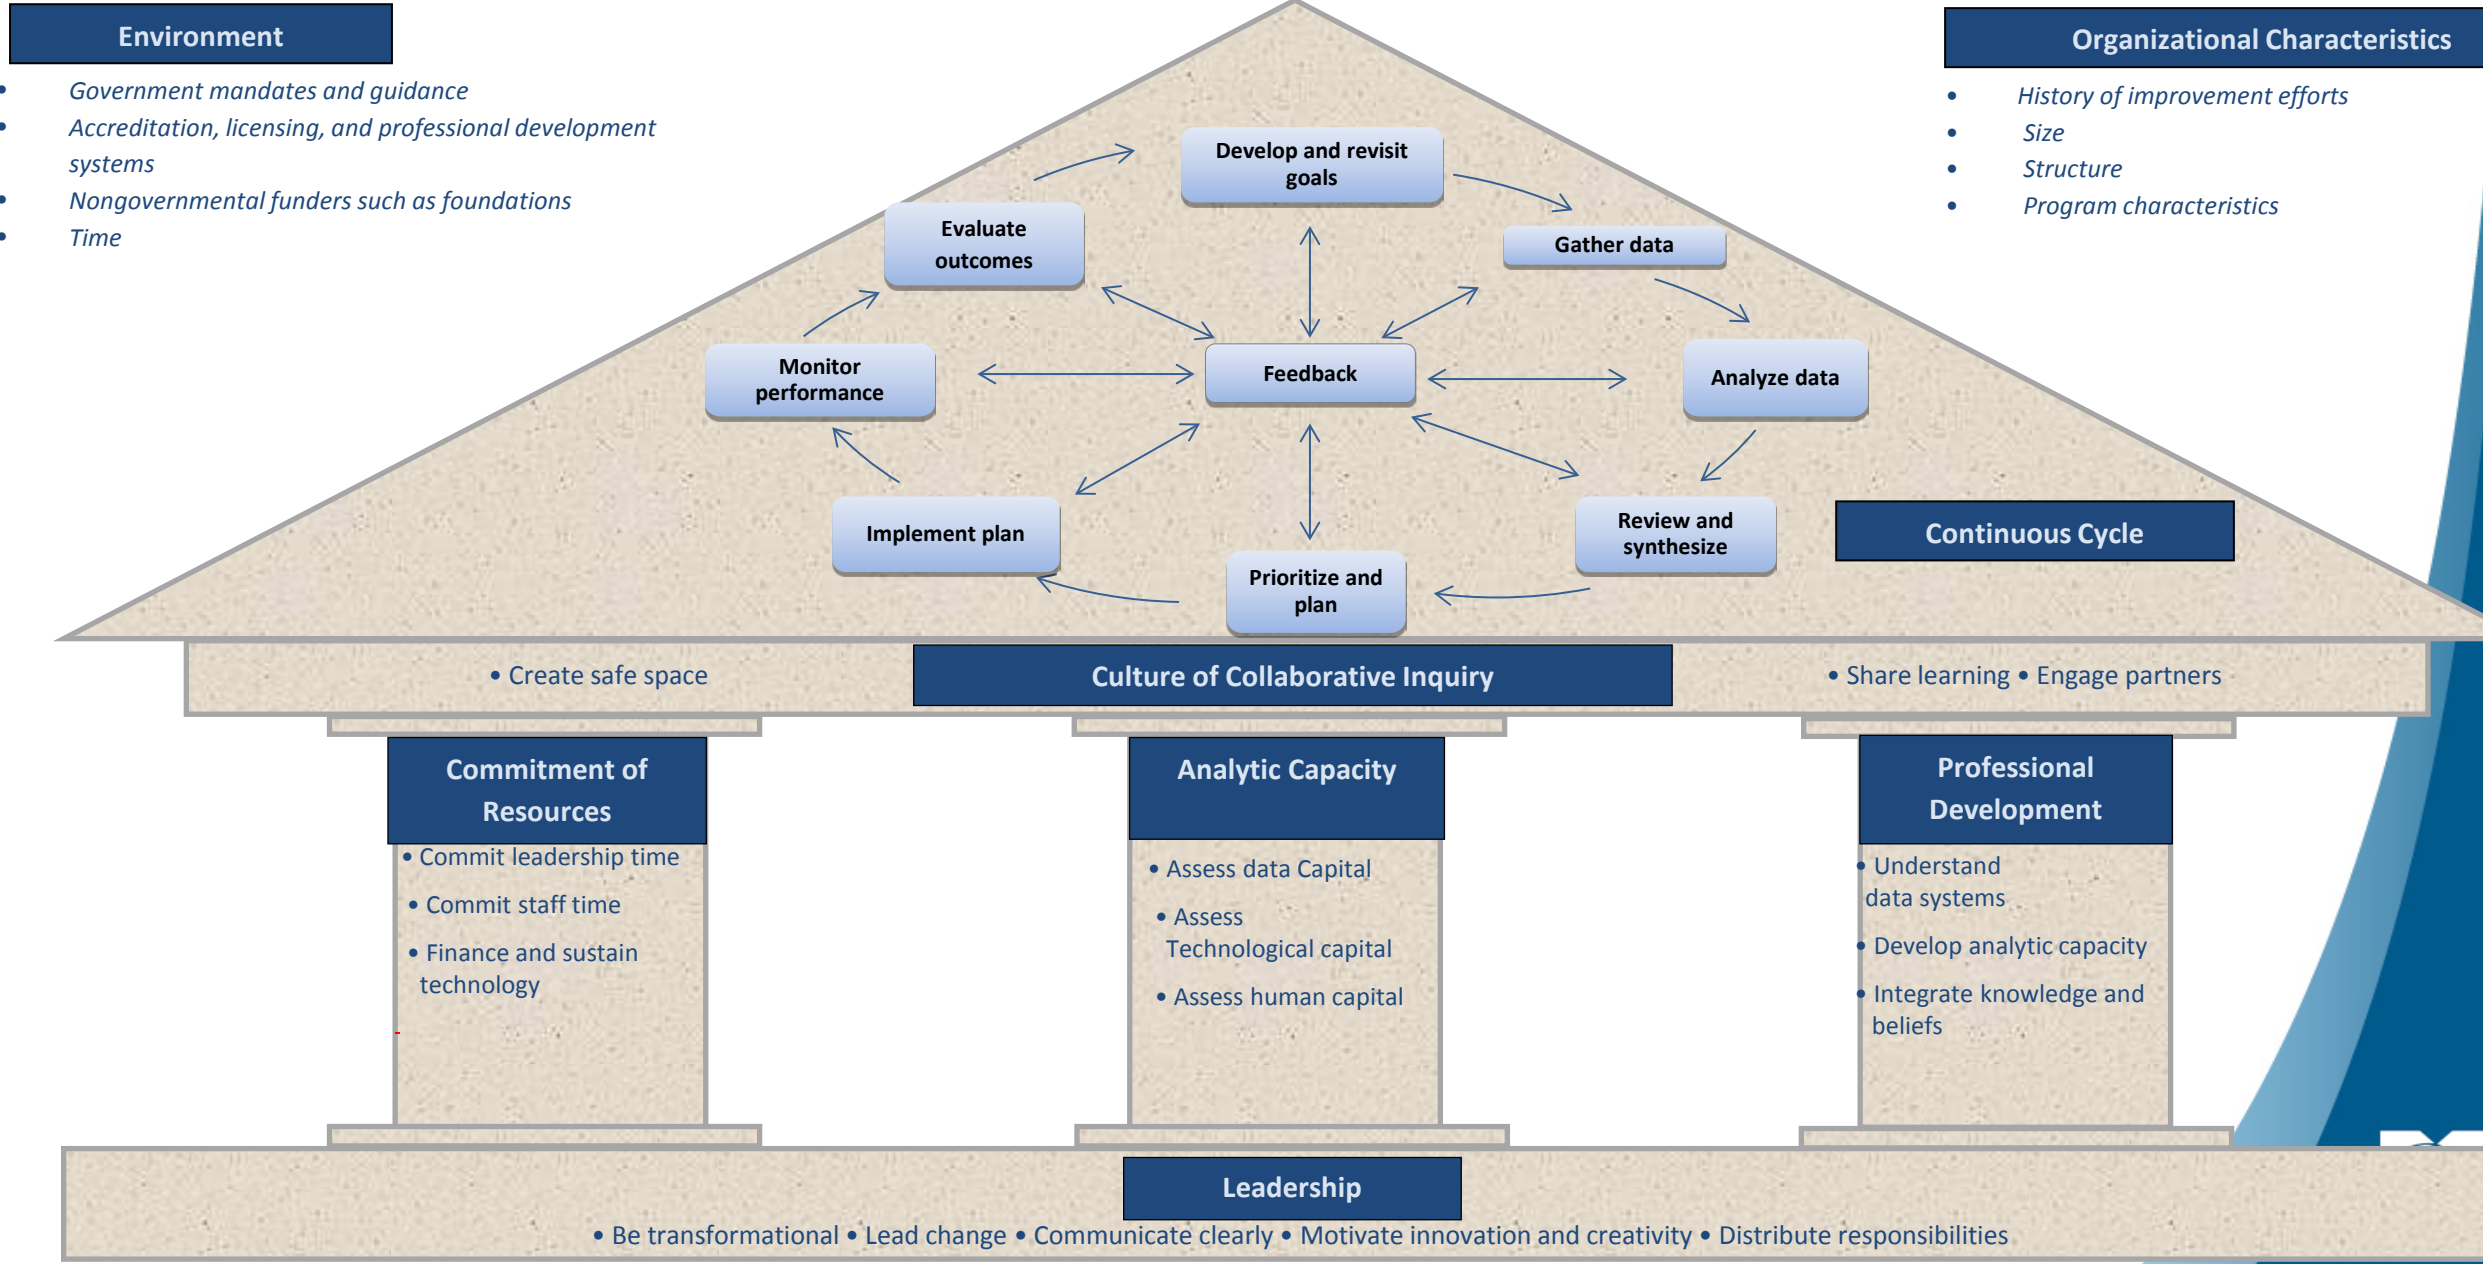 Environment
• Government mandates and guidance
• Accreditation, licensing, and professional development
systems
• Nongovernmental funders such as foundations
• Time
Organizational Characteristics
• History of improvement efforts
• Size
• Structure
• Program characteristics
Develop and revisit
goals
Gather data
Analyze data
Review and
synthesize
Prioritize and
plan
Implement plan
Monitor
performance
Evaluate
outcomes
Feedback
Continuous Cycle
• Create safe space
Culture of Collaborative Inquiry
• Share learning • Engage partners
Commitment of
Resources
• Commit leadership time
• Commit staff time
• Finance and sustain
technology
Analytic Capacity
• Assess data Capital
• Assess
Technological capital
• Assess human capital
Professional
Development
• Understand
data systems
• Develop analytic capacity
• Integrate knowledge and
beliefs
Leadership
• Be transformational • Lead change • Communicate clearly • Motivate innovation and creativity • Distribute responsibilities